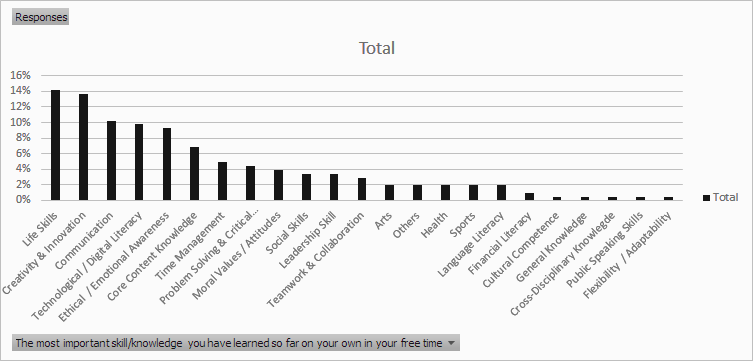 Responses
Total
16%
14%
12%
10%
8%
6%
4%
2%
0%
Life Skills
Creativity & Innovation
Communication
Technological / Digital Literacy
Ethical / Emotional Awareness
Core Content Knowledge
Time Management
Problem Solving & Critical...
Moral Values / Attitudes
Social Skills
Leadership Skill
Teamwork & Collaboration
Arts
Others
Health
Sports
Language Literacy
Financial Literacy
Cultural Competence
General Knowledge
Cross-Disciplinary Knowlegde
Public Speaking Skills
Flexibility / Adaptability
Total
The most important skill/knowledge you have learned so far on your own in your free time